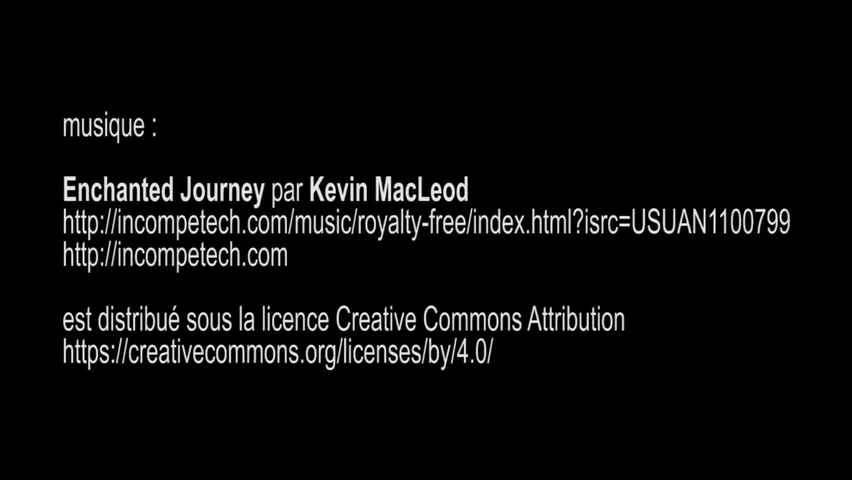 musique :
Enchanted Journey par Kevin MacLeod
http://incompetech.com/music/royalty-free/index.html?isrc=USUAN1100799
http://incompetech.com
est distribué sous la licence Creative Commons Attribution
https://creativecommons.org/licenses/by/4.0/